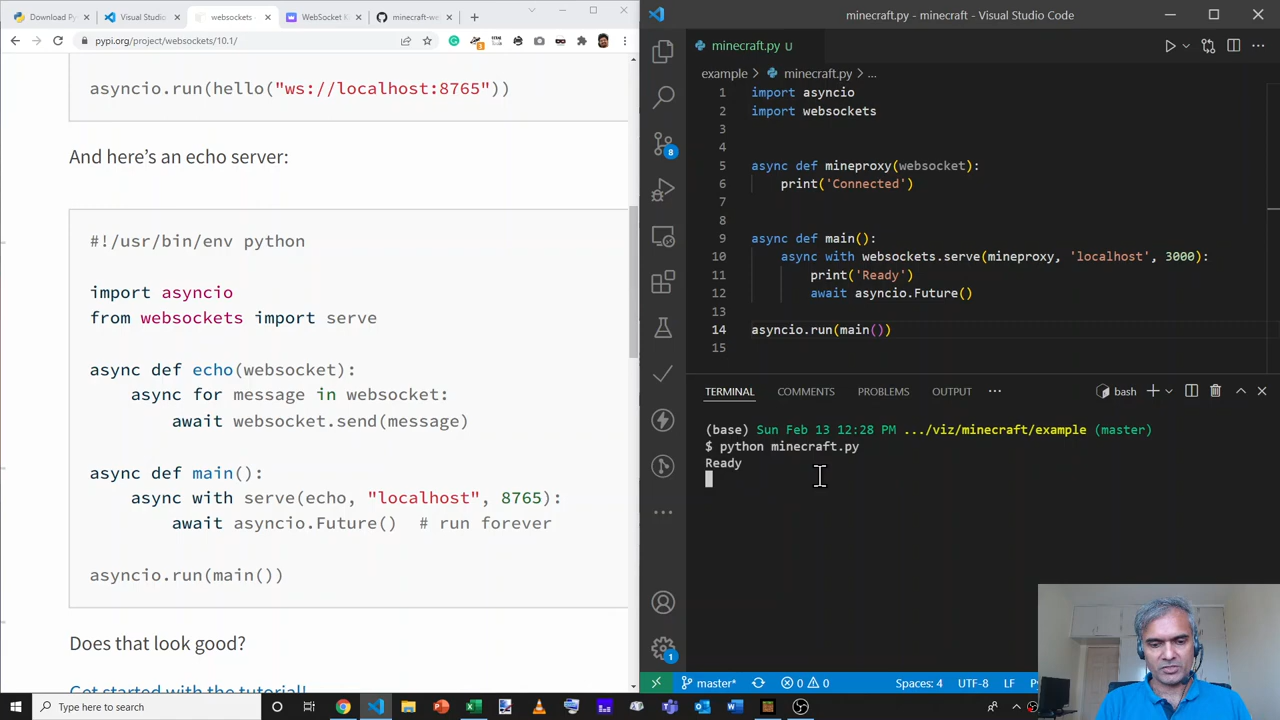 Download Py
Visual Studio
websockets
WebSocket K
minecraft-we
pypi.org/project/websockets/10.1/
3
asyncio.run(hello("ws://localhost:8765"))
And here's an echo server:
#!/usr/bin/env python
import asyncio
from websockets import serve
async def echo(websocket):
async for message in websocket:
await websocket.send(message)
async def main():
async with serve(echo, "localhost", 8765):
await asyncio.Future() # run forever
asyncio.run(main())
Does that look good?
Get started with the tutorial!
minecraft.py - minecraft - Visual Studio Code
minecraft.py U
example > minecraft.py > ...
1 import asyncio
2 import websockets
3
4
5 async def mineproxy(websocket):
6 print('Connected')
7
8
9 async def main():
10 async with websockets.serve(mineproxy, 'localhost', 3000):
11 print('Ready')
12 await asyncio.Future()
13
14 asyncio.run(main())
15
8
1
TERMINAL COMMENTS PROBLEMS OUTPUT ... bash
(base) Sun Feb 13 12:28 PM .../viz/minecraft/example (master)
$ python minecraft.py
Ready
master* 0 0 Spaces: 4 UTF-8 LF
Type here to search